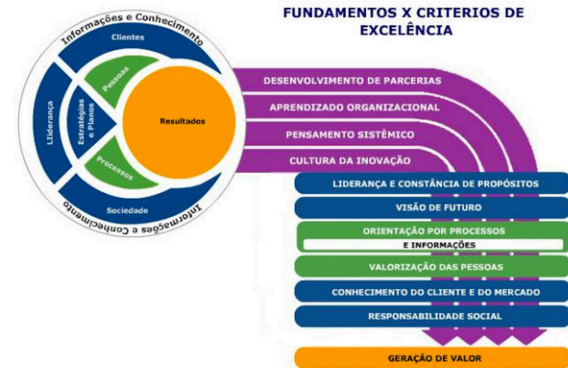 FUNDAMENTOS X CRITERIOS DE
EXCELÊNCIA
Informações e Conhecimento
Clientes
Pessoas
Liderança
Estratégias
e Planos
Resultados
Processos
Sociedade
Informações e Conhecimento
DESENVOLVIMENTO DE PARCERIAS
APRENDIZADO ORGANIZACIONAL
PENSAMENTO SISTÊMICO
CULTURA DA INOVAÇÃO
LIDERANÇA E CONSTÂNCIA DE PROPÓSITOS
VISÃO DE FUTURO
ORIENTAÇÃO POR PROCESSOS
E INFORMAÇÕES
VALORIZAÇÃO DAS PESSOAS
CONHECIMENTO DO CLIENTE E DO MERCADO
RESPONSABILIDADE SOCIAL
GERAÇÃO DE VALOR